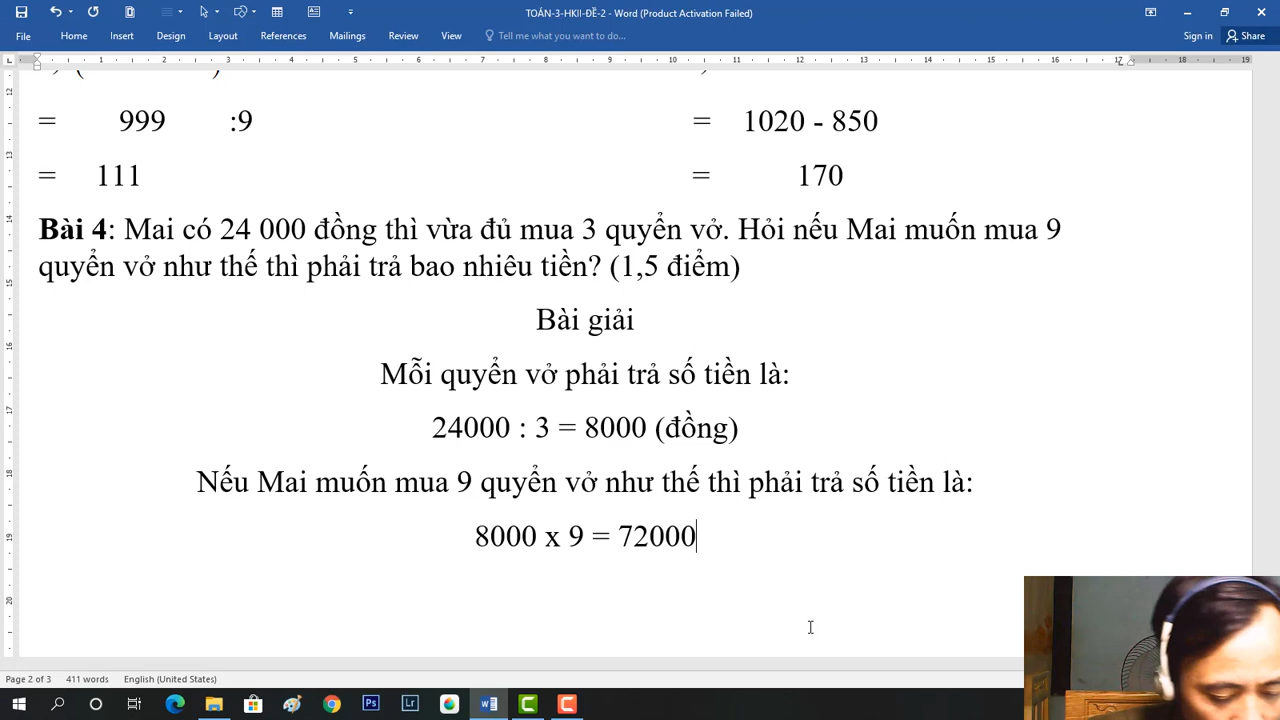 TOÁN-3-HKII-ĐỀ-2 - Word (Product Activation Failed)
File Home Insert Draw Design Layout References Mailings Review View Tell me what you want to do... Sign in Share
= 999 :9 = 1020 - 850
= 111 = 170
Bài 4: Mai có 24 000 đồng thì vừa đủ mua 3 quyển vở. Hỏi nếu Mai muốn mua 9
quyển vở như thế thì phải trả bao nhiêu tiền? (1,5 điểm)
Bài giải
Mỗi quyển vở phải trả số tiền là:
24000 : 3 = 8000 (đồng)
Nếu Mai muốn mua 9 quyển vở như thế thì phải trả số tiền là:
8000 x 9 = 72000
Page 2 of 3 411 words English (United States)